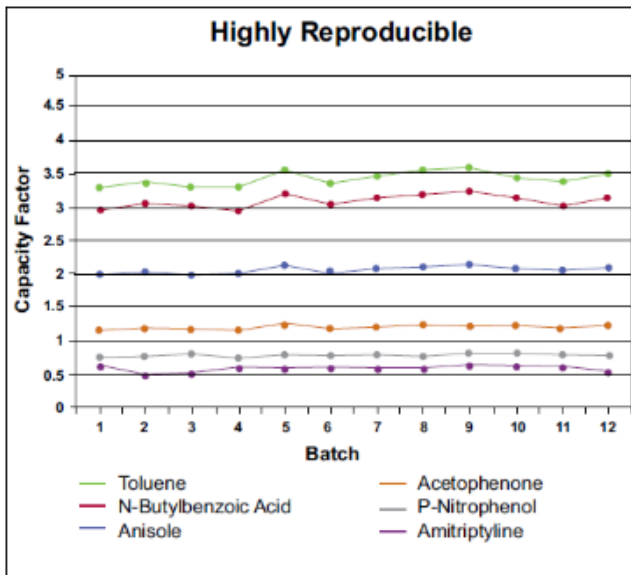 Highly Reproducible
5
4.5
4
3.5
3
2.5
2
1.5
1
0.5
0
Capacity Factor
1 2 3 4 5 6 7 8 9 10 11 12
Batch
Toluene
N-Butylbenzoic Acid
Anisole
Acetophenone
P-Nitrophenol
Amitriptyline